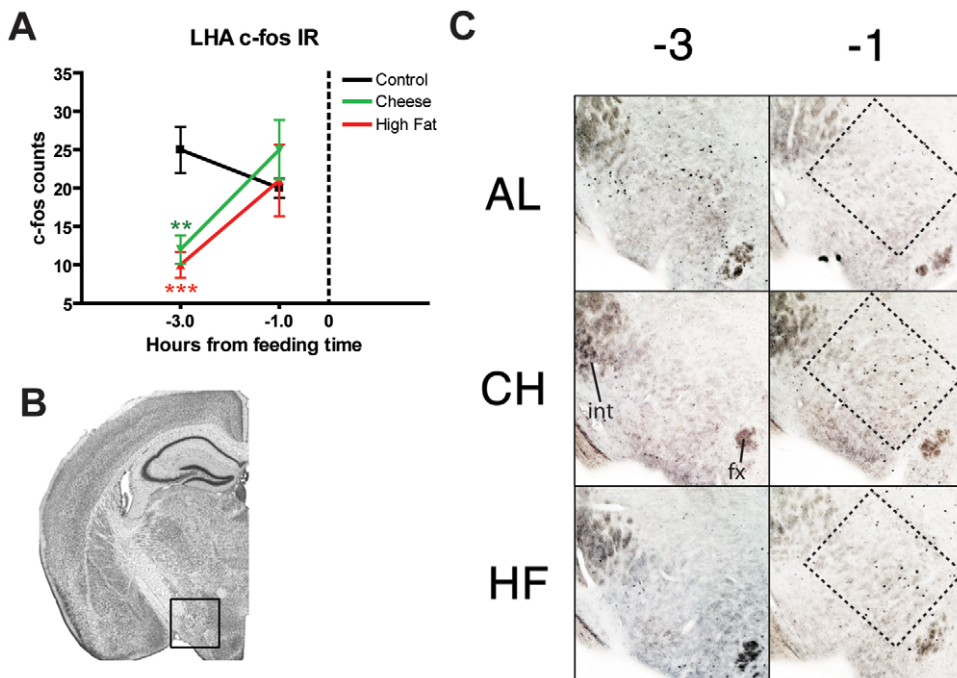 A
LHA c-fos IR
35
30
25
20
15
10
5
c-fos counts
Control
Cheese
High Fat
**
***
-3.0
-1.0
0
Hours from feeding time
B
C
-3
-1
AL
CH
int
fx
HF